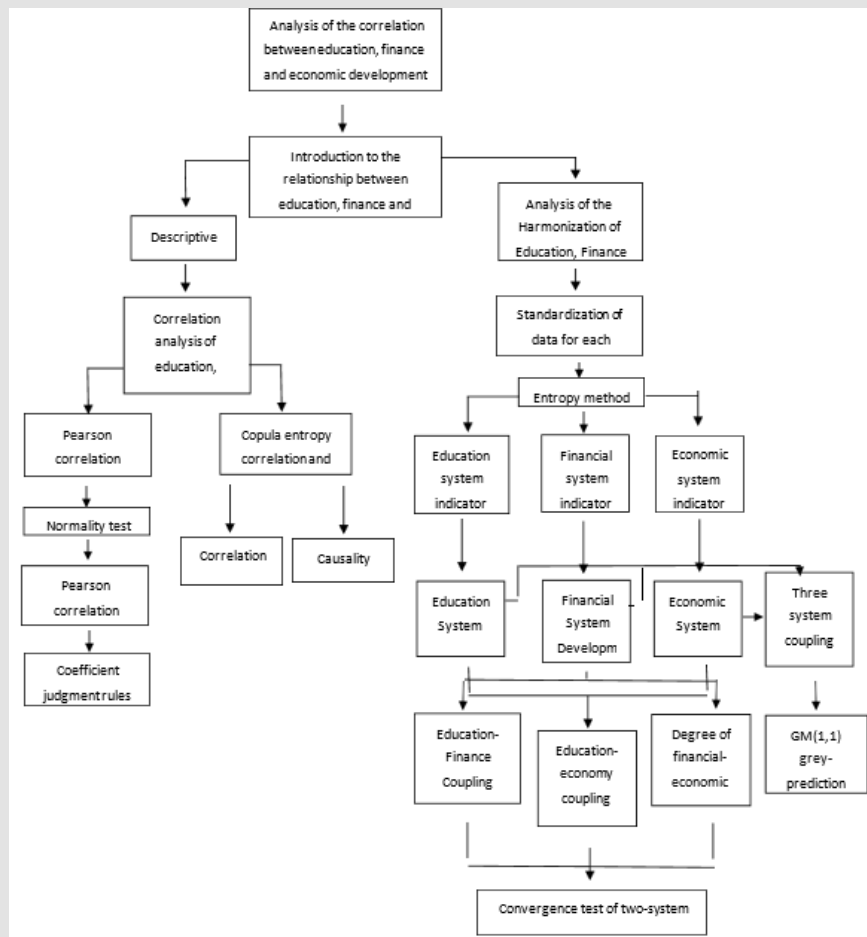 Analysis of the correlation
between education, finance
and economic development
Introduction to the
relationship between
education, finance and
Descriptive
Analysis of the
Harmonization of
Education, Finance
Correlation
analysis of
education,
Standardization of
data for each
Entropy method
Pearson
correlation
Copula entropy
correlation and
Education
system
indicator
Financial
system
indicator
Economic
system
indicator
Normality test
Correlation
Causality
Pearson
correlation
Education
System
Financial
System
Developm
Economic
System
Three
system
coupling
Coefficient
judgment rules
Education-
Finance
Coupling
Education-
economy
coupling
Degree of
financial-
economic
GM(1,1)
grey-
prediction
Convergence test of two-system